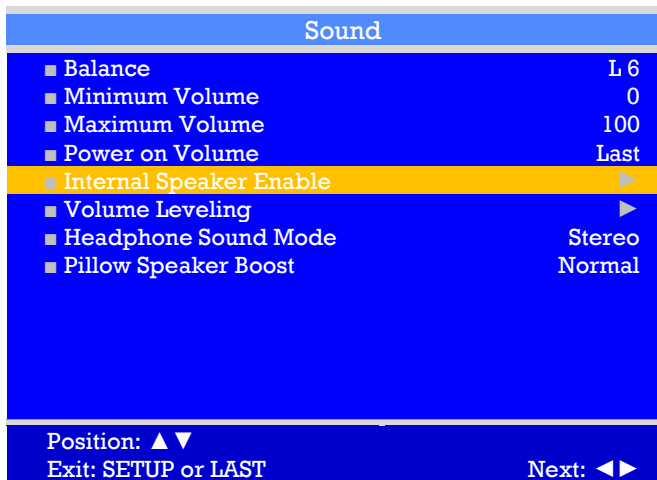 Sound
■ Balance L 6
■ Minimum Volume 0
■ Maximum Volume 100
■ Power on Volume Last
■ Internal Speaker Enable ►
■ Volume Leveling ►
■ Headphone Sound Mode Stereo
■ Pillow Speaker Boost Normal
Position: ▲▼
Exit: SETUP or LAST Next: ◄►